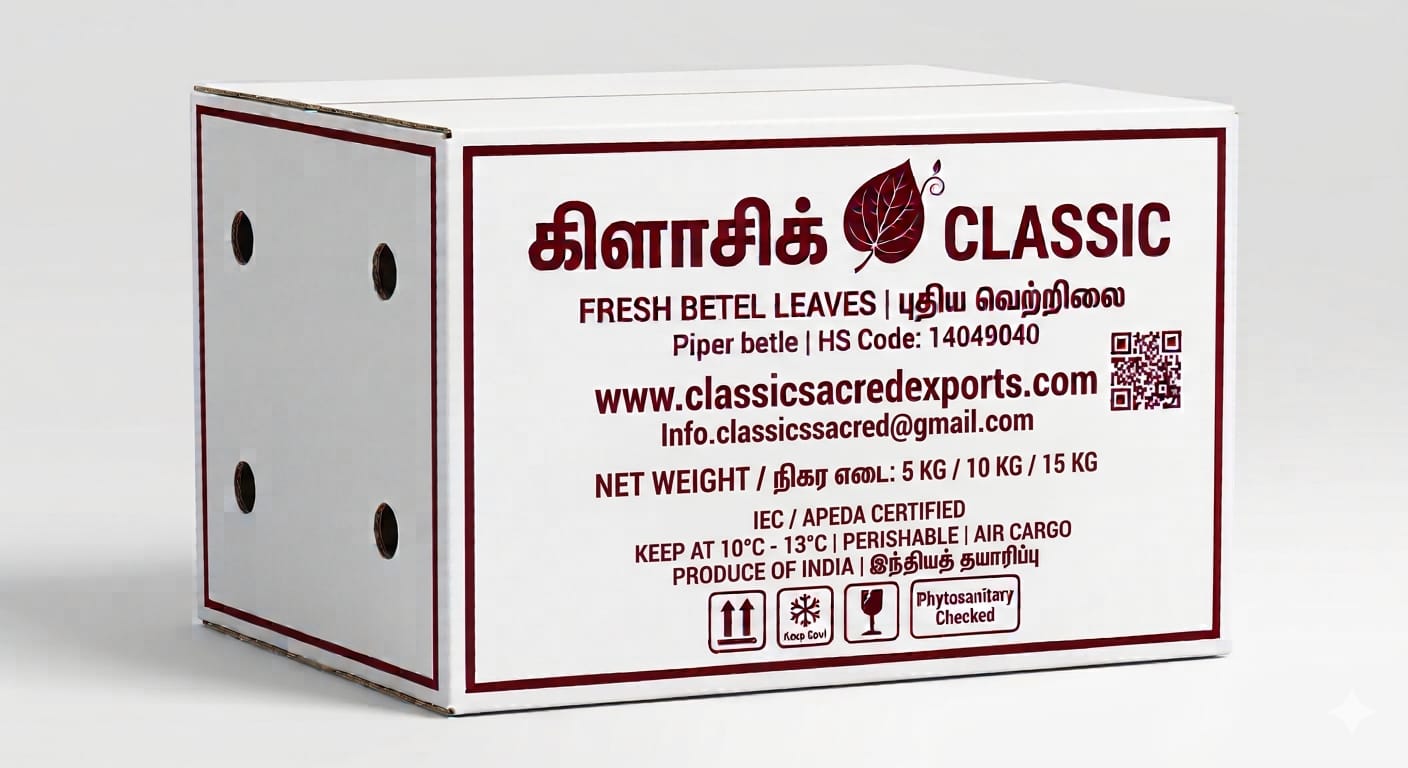 கிளாசிக் CLASSIC
FRESH BETEL LEAVES | புதிய வெற்றிலை
Piper betle | HS Code: 14049040
www.classicsacredexports.com
Info.classicssacred@gmail.com
NET WEIGHT / நிகர எடை: 5 KG / 10 KG / 15 KG
IEC / APEDA CERTIFIED
KEEP AT 10°C - 13°C | PERISHABLE | AIR CARGO
PRODUCE OF INDIA | இந்தியத் தயாரிப்பு
Phytosanitary
Checked